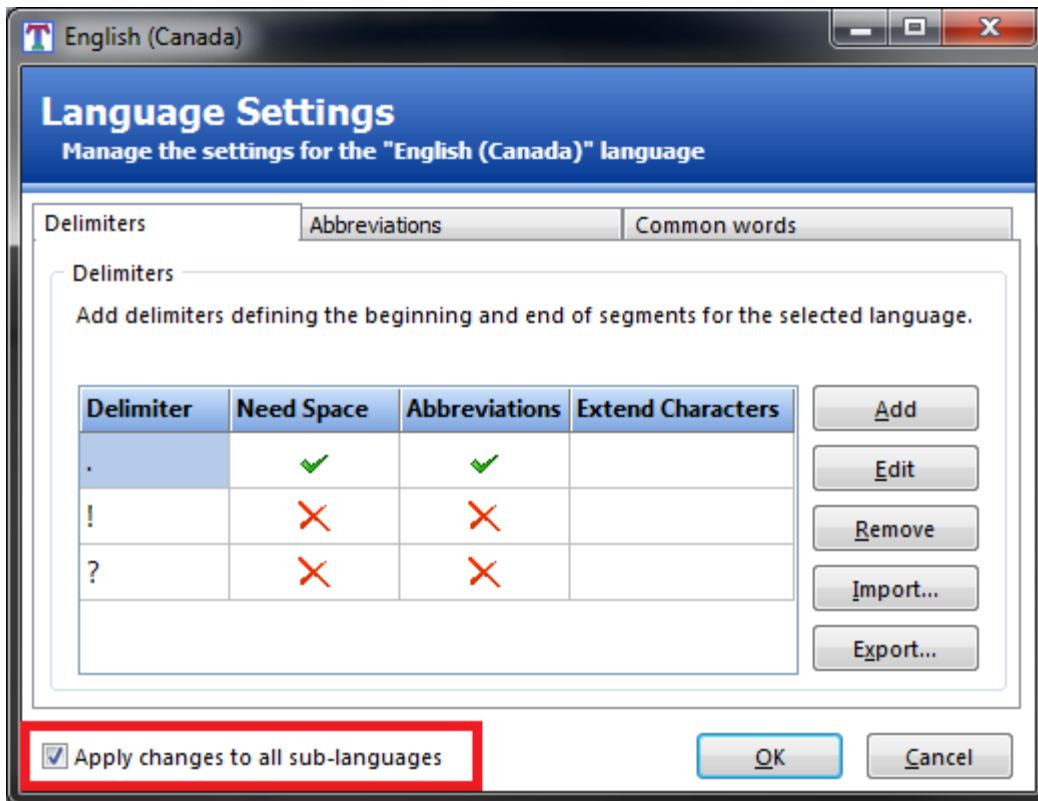 English (Canada)
Language Settings
Manage the settings for the "English (Canada)" language
Delimiters Abbreviations Common words
Delimiters
Add delimiters defining the beginning and end of segments for the selected language.
Delimiter Need Space Abbreviations Extend Characters
.
!
?
Add
Edit
Remove
Import...
Export...
Apply changes to all sub-languages
OK Cancel